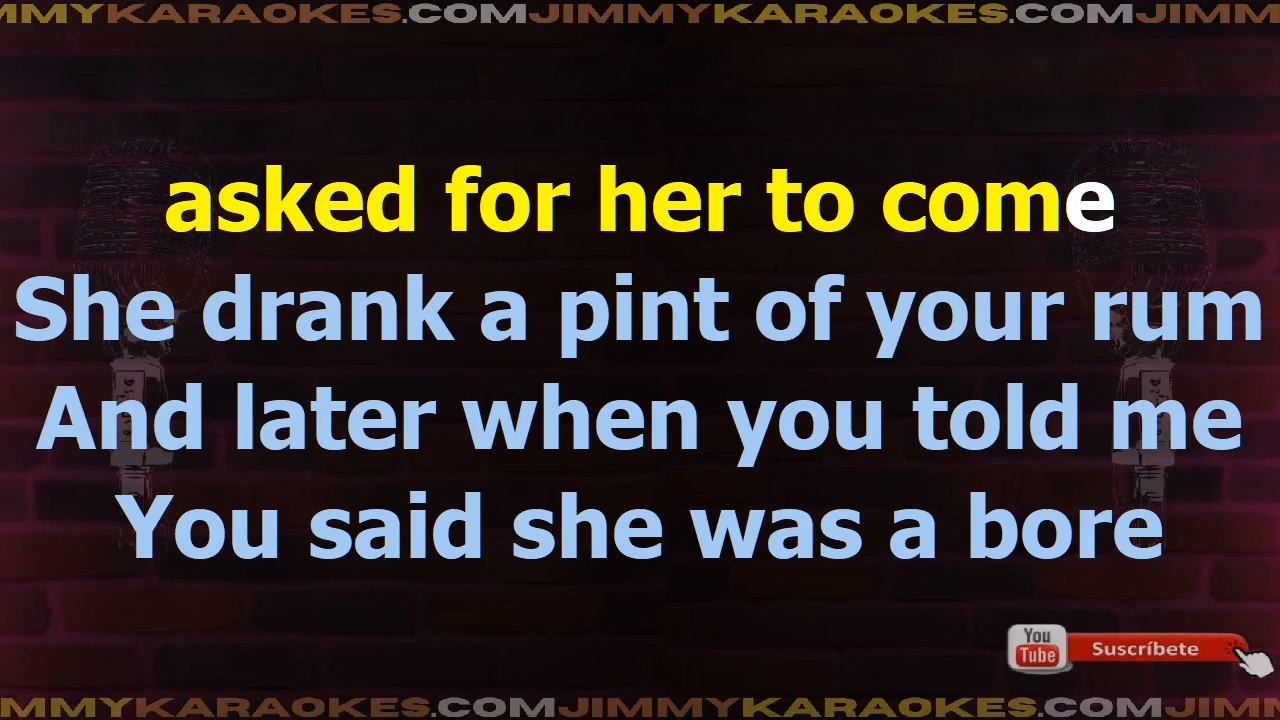 MMYKARAOKES.COMJIMMYKARAOKES.COMJIMM
asked for her to come
She drank a pint of your rum
And later when you told me
You said she was a bore
You
Tube
Suscríbete
MMYKARAOKES.COMJIMMYKARAOKES.COMJIMM